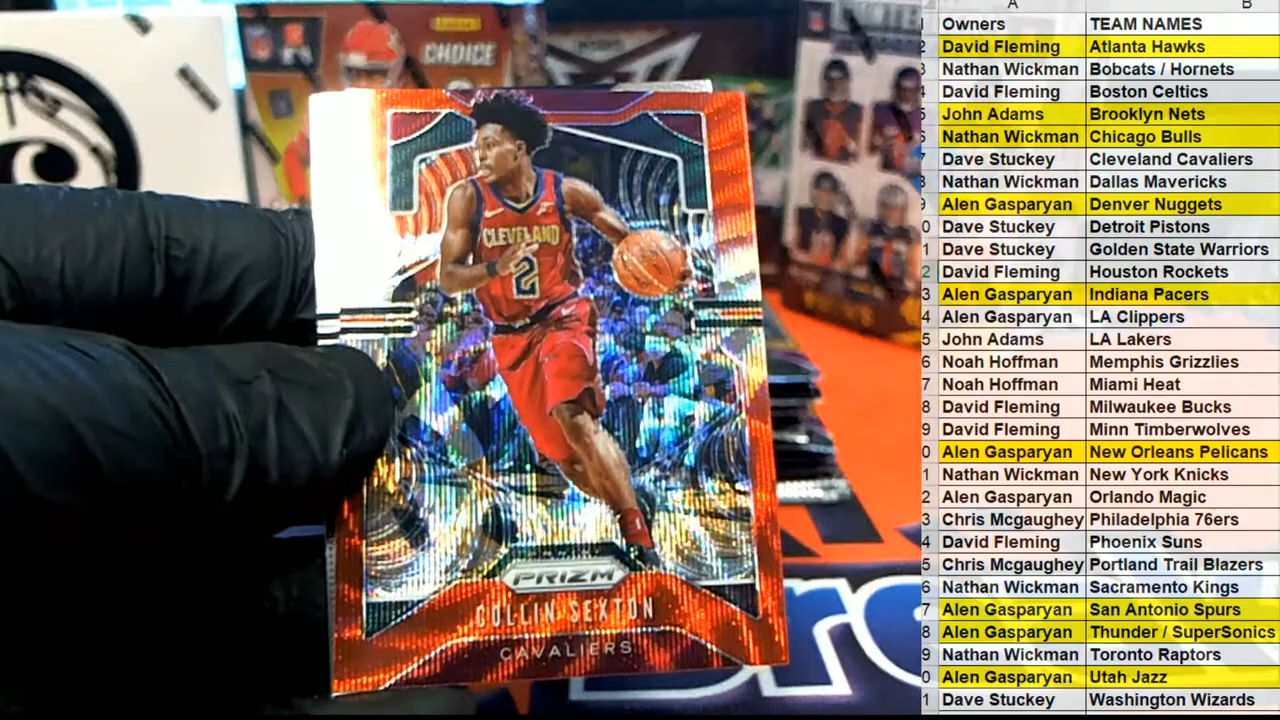 CHOICE
CLEVELAND
2
PRIZM
COLLIN SEXTON
CAVALIERS
A B
Owners TEAM NAMES
David Fleming Atlanta Hawks
Nathan Wickman Bobcats / Hornets
David Fleming Boston Celtics
John Adams Brooklyn Nets
Nathan Wickman Chicago Bulls
Dave Stuckey Cleveland Cavaliers
Nathan Wickman Dallas Mavericks
Alen Gasparyan Denver Nuggets
Dave Stuckey Detroit Pistons
Dave Stuckey Golden State Warriors
David Fleming Houston Rockets
Alen Gasparyan Indiana Pacers
Alen Gasparyan LA Clippers
John Adams LA Lakers
Noah Hoffman Memphis Grizzlies
Noah Hoffman Miami Heat
David Fleming Milwaukee Bucks
David Fleming Minn Timberwolves
Alen Gasparyan New Orleans Pelicans
Nathan Wickman New York Knicks
Alen Gasparyan Orlando Magic
Chris Mcgaughey Philadelphia 76ers
David Fleming Phoenix Suns
Chris Mcgaughey Portland Trail Blazers
Nathan Wickman Sacramento Kings
Alen Gasparyan San Antonio Spurs
Alen Gasparyan Thunder / SuperSonics
Nathan Wickman Toronto Raptors
Alen Gasparyan Utah Jazz
Dave Stuckey Washington Wizards